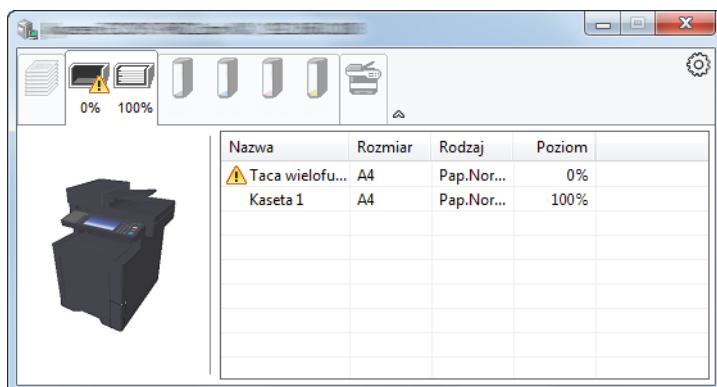 0% 100%
Nazwa Rozmiar Rodzaj Poziom
Taca wielofu... A4 Pap.Nor... 0%
Kaseta 1 A4 Pap.Nor... 100%